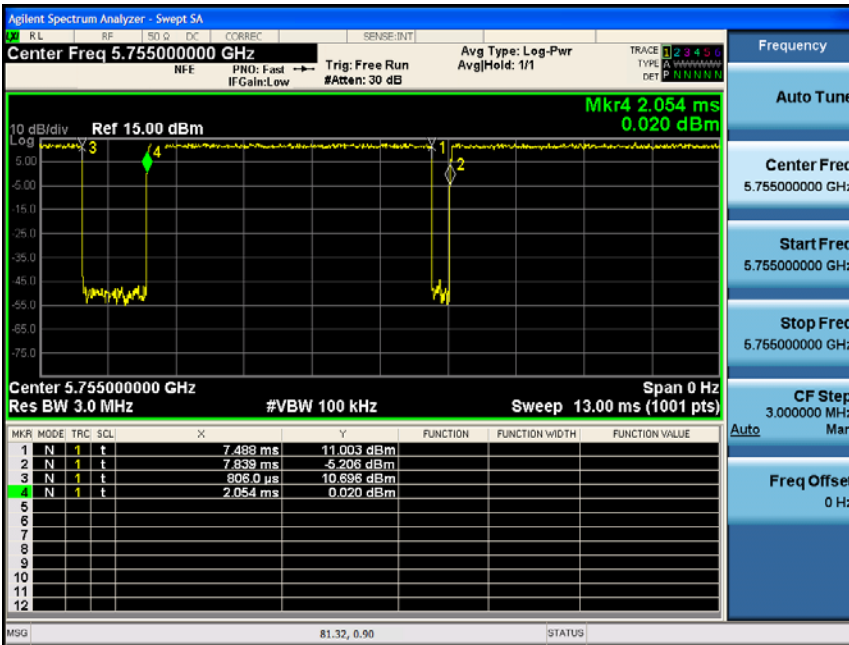 Agilent Spectrum Analyzer - Swept SA
RL RF 50 Ω DC CORREC SENSE:INT
Center Freq 5.755000000 GHz
NFE PNO: Fast IFGain:Low
Trig: Free Run #Atten: 30 dB
Avg Type: Log-Pwr Avg|Hold: 1/1
TRACE 1 2 3 4 5 6
TYPE A WWWWW
DET P N N N N N
Mkr4 2.054 ms
0.020 dBm
10 dB/div Ref 15.00 dBm
Log
5.00
-5.00
-15.0
-25.0
-35.0
-45.0
-55.0
-65.0
-75.0
3
4
1
2
Center 5.755000000 GHz Span 0 Hz
Res BW 3.0 MHz #VBW 100 kHz Sweep 13.00 ms (1001 pts)
MKR MODE TRC SCL X Y FUNCTION FUNCTION WIDTH FUNCTION VALUE
1 N 1 t 7.488 ms 11.003 dBm
2 N 1 t 7.839 ms -5.206 dBm
3 N 1 t 806.0 µs 10.696 dBm
4 N 1 t 2.054 ms 0.020 dBm
5
6
7
8
9
10
11
12
MSG 81.32, 0.90 STATUS
Frequency
Auto Tune
Center Freq
5.755000000 GHz
Start Freq
5.755000000 GHz
Stop Freq
5.755000000 GHz
CF Step
3.000000 MHz
Auto Man
Freq Offset
0 Hz